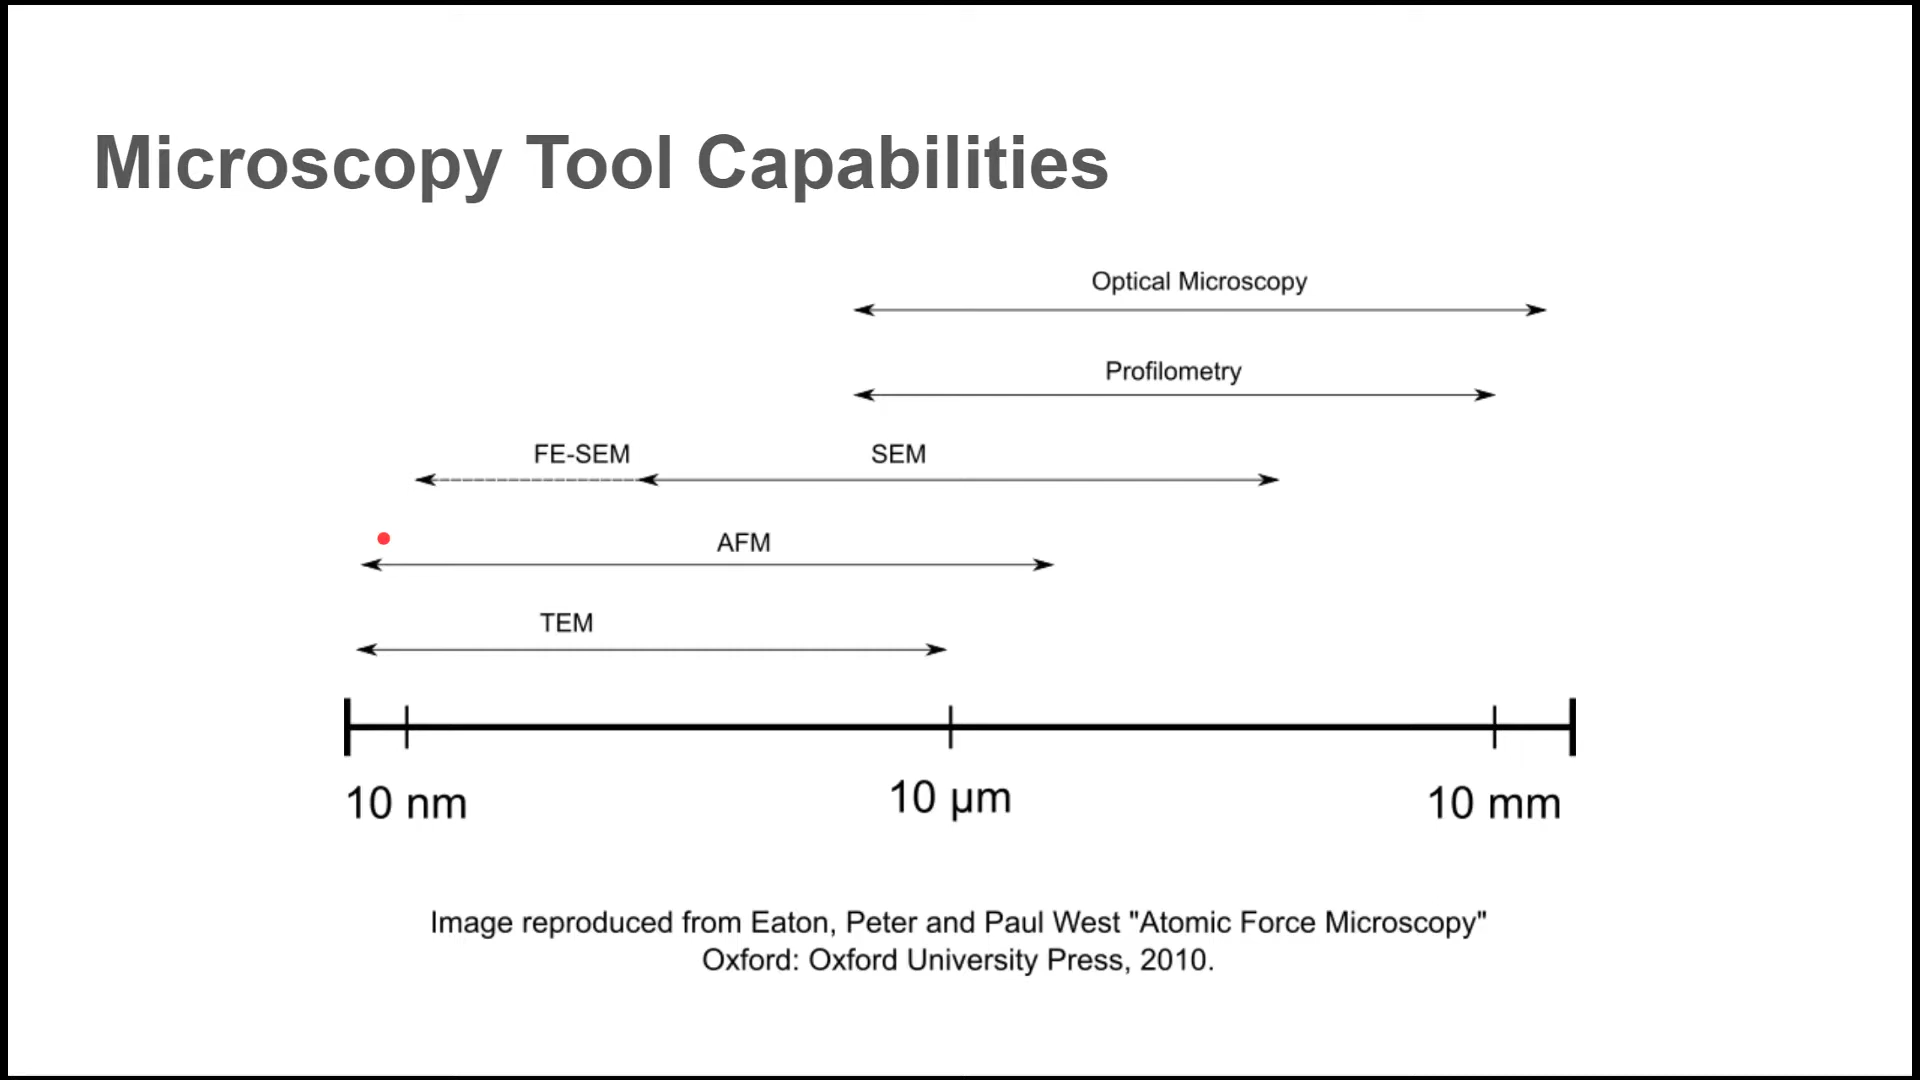 Microscopy Tool Capabilities
Optical Microscopy
Profilometry
FE-SEM SEM
AFM
TEM
10 nm 10 µm 10 mm
Image reproduced from Eaton, Peter and Paul West "Atomic Force Microscopy"
Oxford: Oxford University Press, 2010.